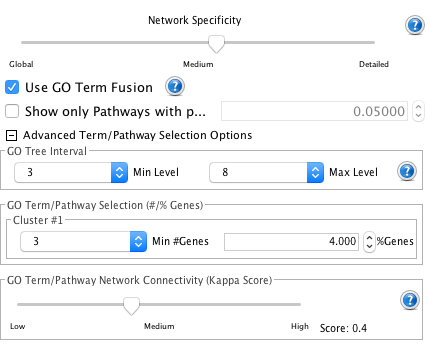 Network Specificity
Global Medium Detailed
Use GO Term Fusion
Show only Pathways with p... 0.05000
Advanced Term/Pathway Selection Options
GO Tree Interval
3 Min Level 8 Max Level
GO Term/Pathway Selection (#/% Genes)
Cluster #1
3 Min #Genes 4.000 %Genes
GO Term/Pathway Network Connectivity (Kappa Score)
Low Medium High Score: 0.4